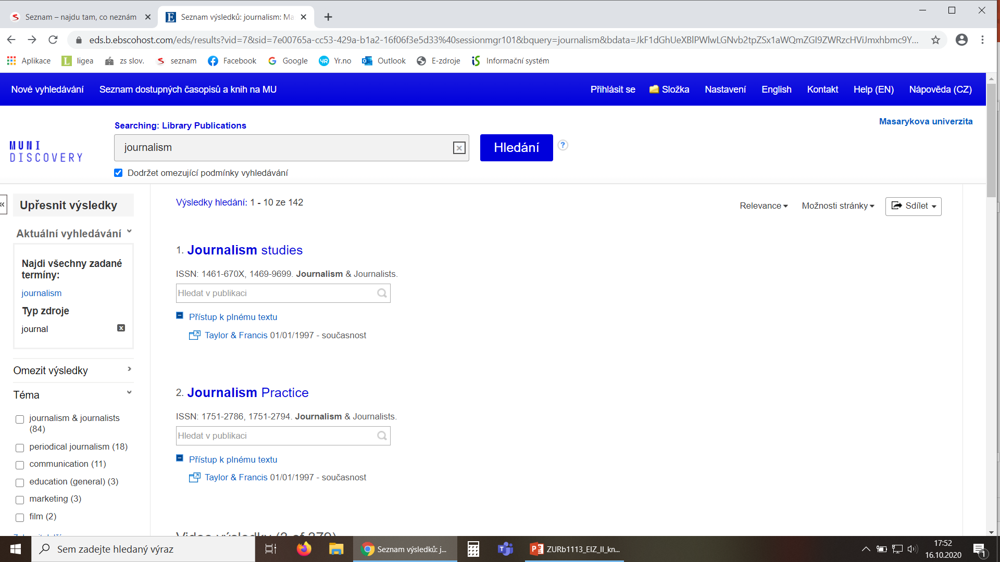 Seznam – najdu tam, co neznám
Seznam výsledků: journalism: Ma
eds.b.ebscohost.com/eds/results?vid=7&sid=7e00765a-cc53-429a-b1a2-16f06f3e5d33%40sessionmgr101&bquery=journalism&bdata=JkF1dGhUeXBlPWlwLGNvb2tpZSx1aWQmZGI9ZWRzcHViJmxhbmc9Y...
Aplikace ligea zs slov. seznam Facebook Google Yr.no Outlook E-zdroje Informační systém
Nové vyhledávání Seznam dostupných časopisů a knih na MU Přihlásit se Složka Nastavení English Kontakt Help (EN) Nápověda (CZ)
Masarykova univerzita
Searching: Library Publications
MUNI
DISCOVERY
journalism
Hledání
Dodržet omezující podmínky vyhledávání
Upřesnit výsledky
Aktuální vyhledávání
Najdi všechny zadané
termíny:
journalism
Typ zdroje
journal
Omezit výsledky
Téma
journalism & journalists
(84)
periodical journalism (18)
communication (11)
education (general) (3)
marketing (3)
film (2)
Výsledky hledání: 1 - 10 ze 142
Relevance Možnosti stránky Sdílet
1. Journalism studies
ISSN: 1461-670X, 1469-9699. Journalism & Journalists.
Hledat v publikaci
Přístup k plnému textu
Taylor & Francis 01/01/1997 - současnost
2. Journalism Practice
ISSN: 1751-2786, 1751-2794. Journalism & Journalists.
Hledat v publikaci
Přístup k plnému textu
Taylor & Francis 01/01/1997 - současnost
Video výsledky (3 of 379)
Sem zadejte hledaný výraz
Seznam výsledků: j...
ZURb1113_EIZ_II_kn...
17:52
16.10.2020
1